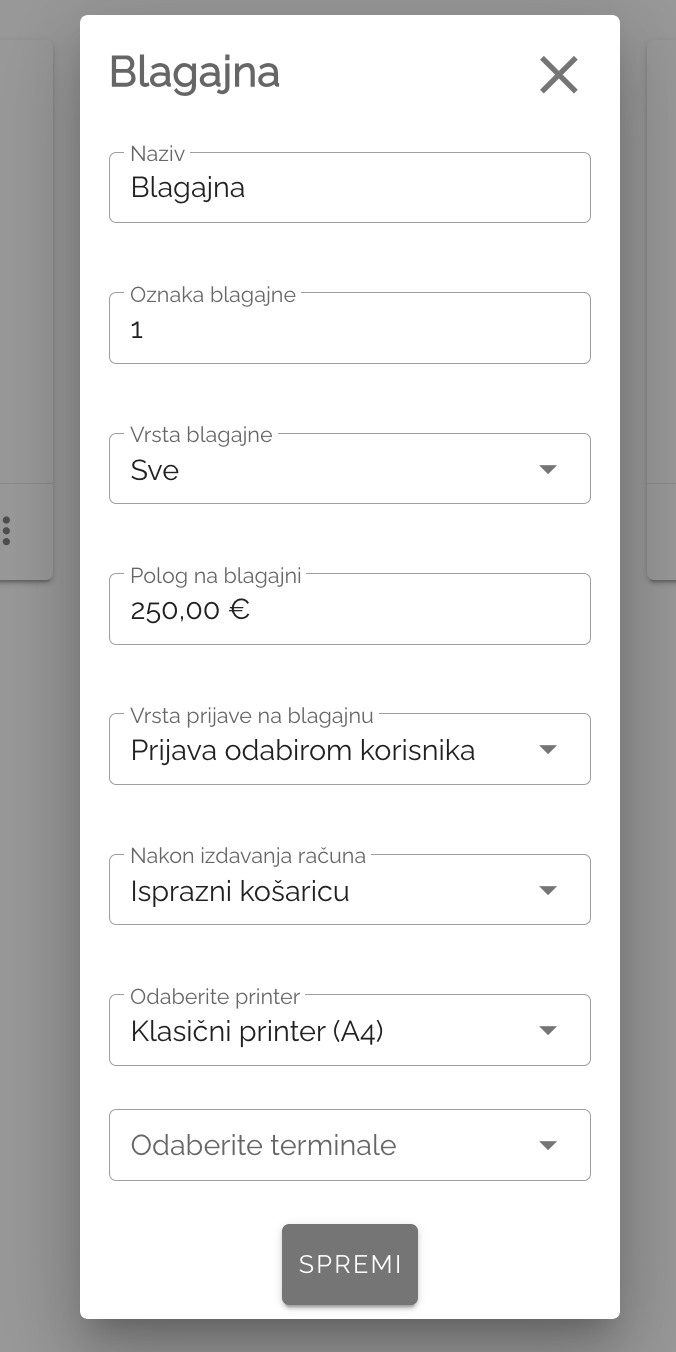 Blagajna
Naziv
Blagajna
Oznaka blagajne
1
Vrsta blagajne
Sve
Polog na blagajni
250,00 €
Vrsta prijave na blagajnu
Prijava odabirom korisnika
Nakon izdavanja računa
Isprazni košaricu
Odaberite printer
Klasični printer (A4)
Odaberite terminale
SPREMI